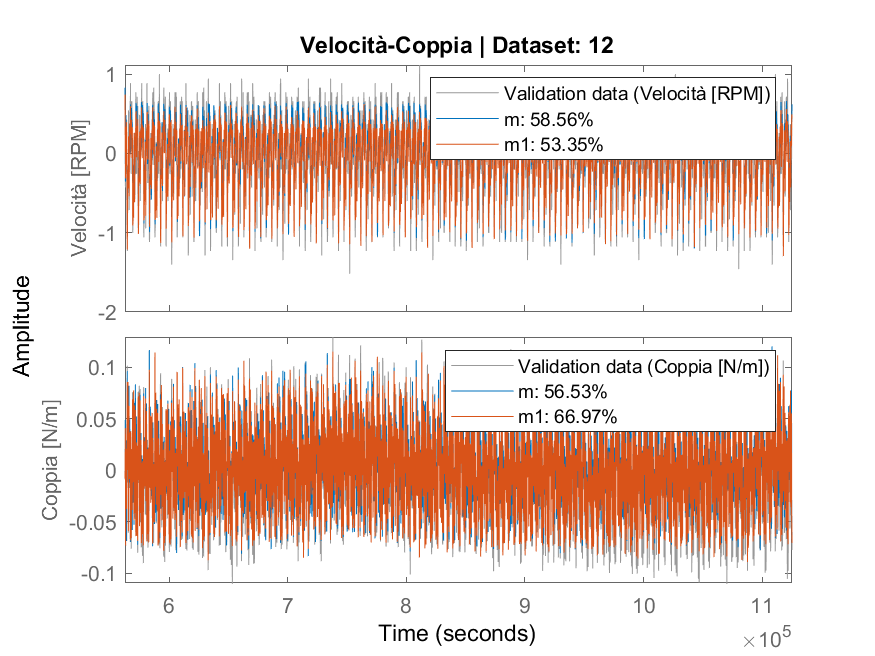 Velocità-Coppia | Dataset: 12
Amplitude
Velocità [RPM]
1
0
-1
-2
Validation data (Velocità [RPM])
m: 58.56%
m1: 53.35%
Coppia [N/m]
0.1
0.05
0
-0.05
-0.1
Validation data (Coppia [N/m])
m: 56.53%
m1: 66.97%
6 7 8 9 10 11
Time (seconds)
×10⁵